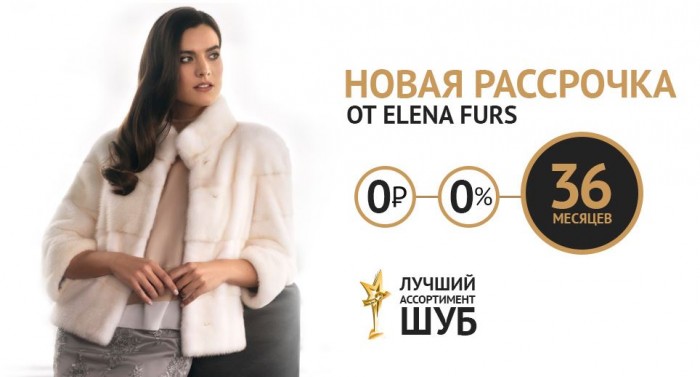 НОВАЯ РАССРОЧКА
ОТ ELENA FURS
0₽
0%
36
МЕСЯЦЕВ
ЛУЧШИЙ
АССОРТИМЕНТ
ШУБ